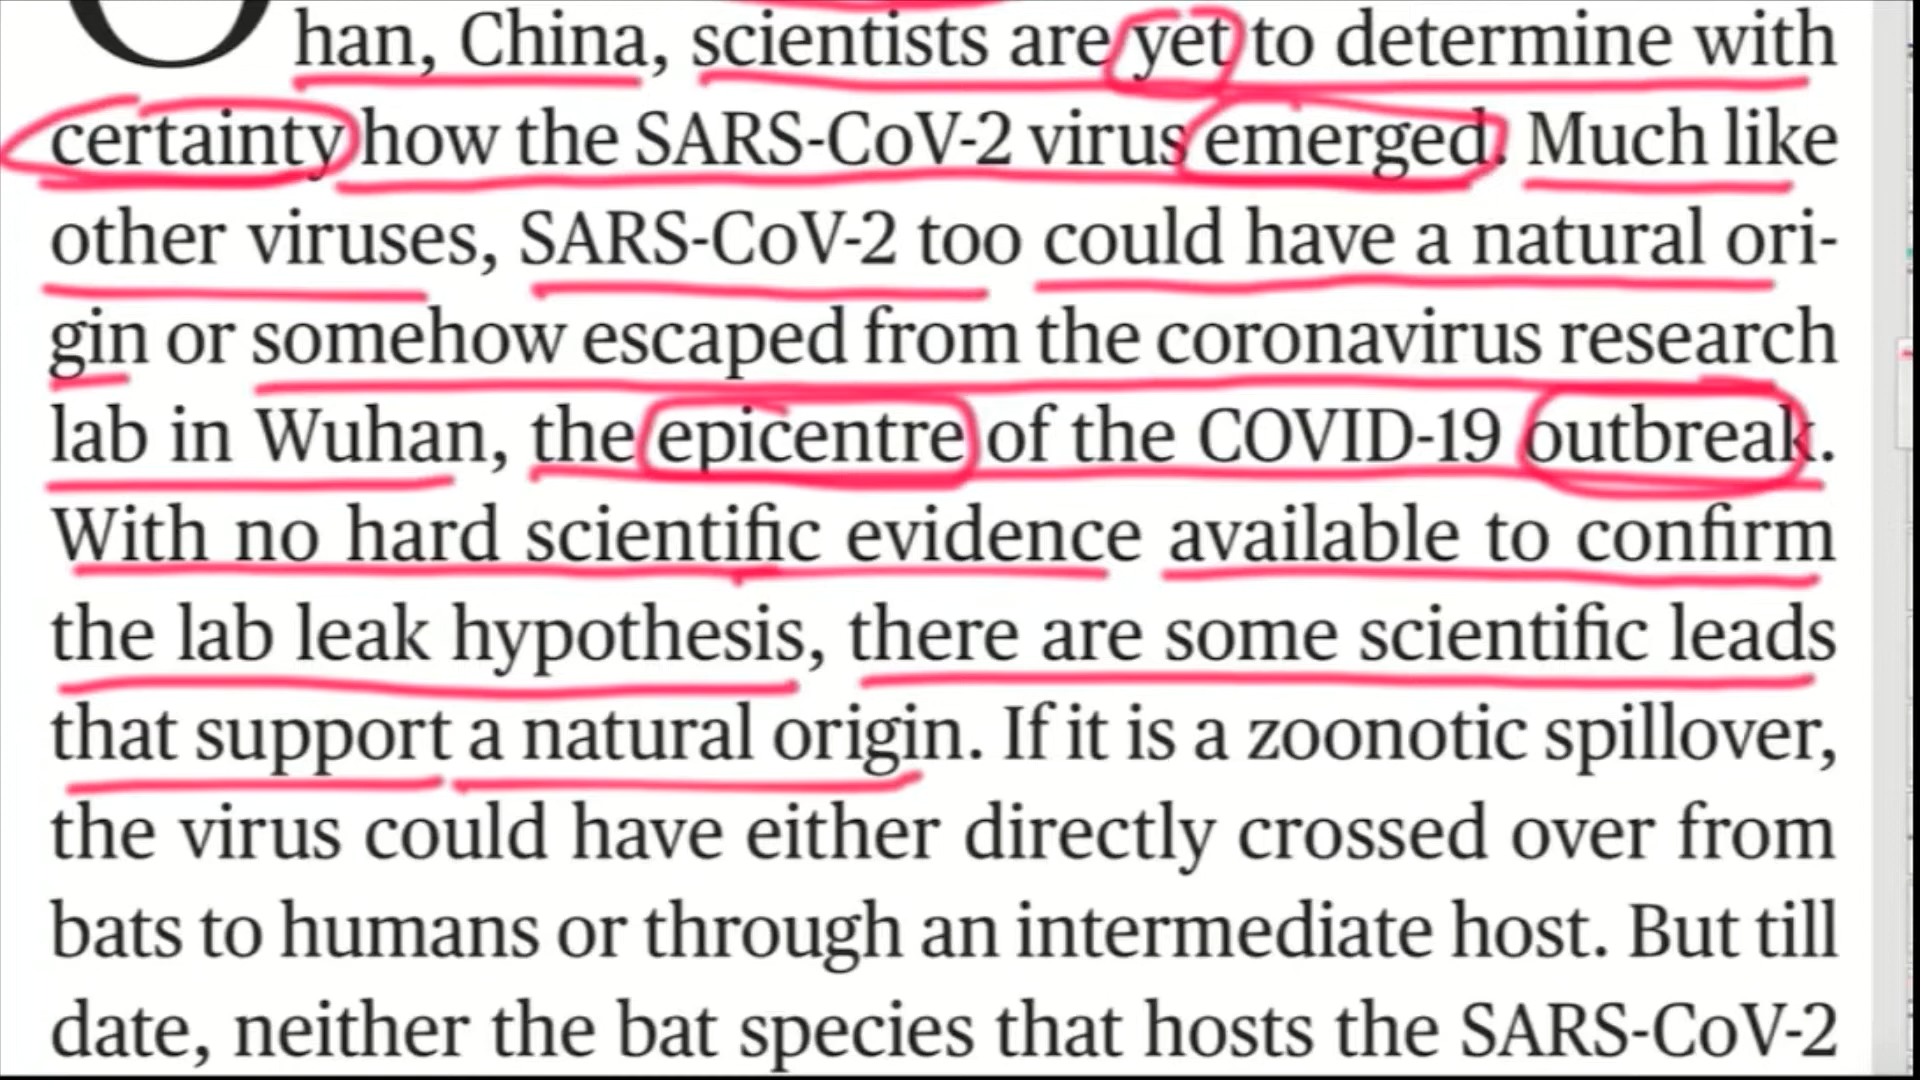 han, China, scientists are yet to determine with
certainty how the SARS-CoV-2 virus emerged. Much like
other viruses, SARS-CoV-2 too could have a natural ori-
gin or somehow escaped from the coronavirus research
lab in Wuhan, the epicentre of the COVID-19 outbreak.
With no hard scientific evidence available to confirm
the lab leak hypothesis, there are some scientific leads
that support a natural origin. If it is a zoonotic spillover,
the virus could have either directly crossed over from
bats to humans or through an intermediate host. But till
date, neither the bat species that hosts the SARS-CoV-2